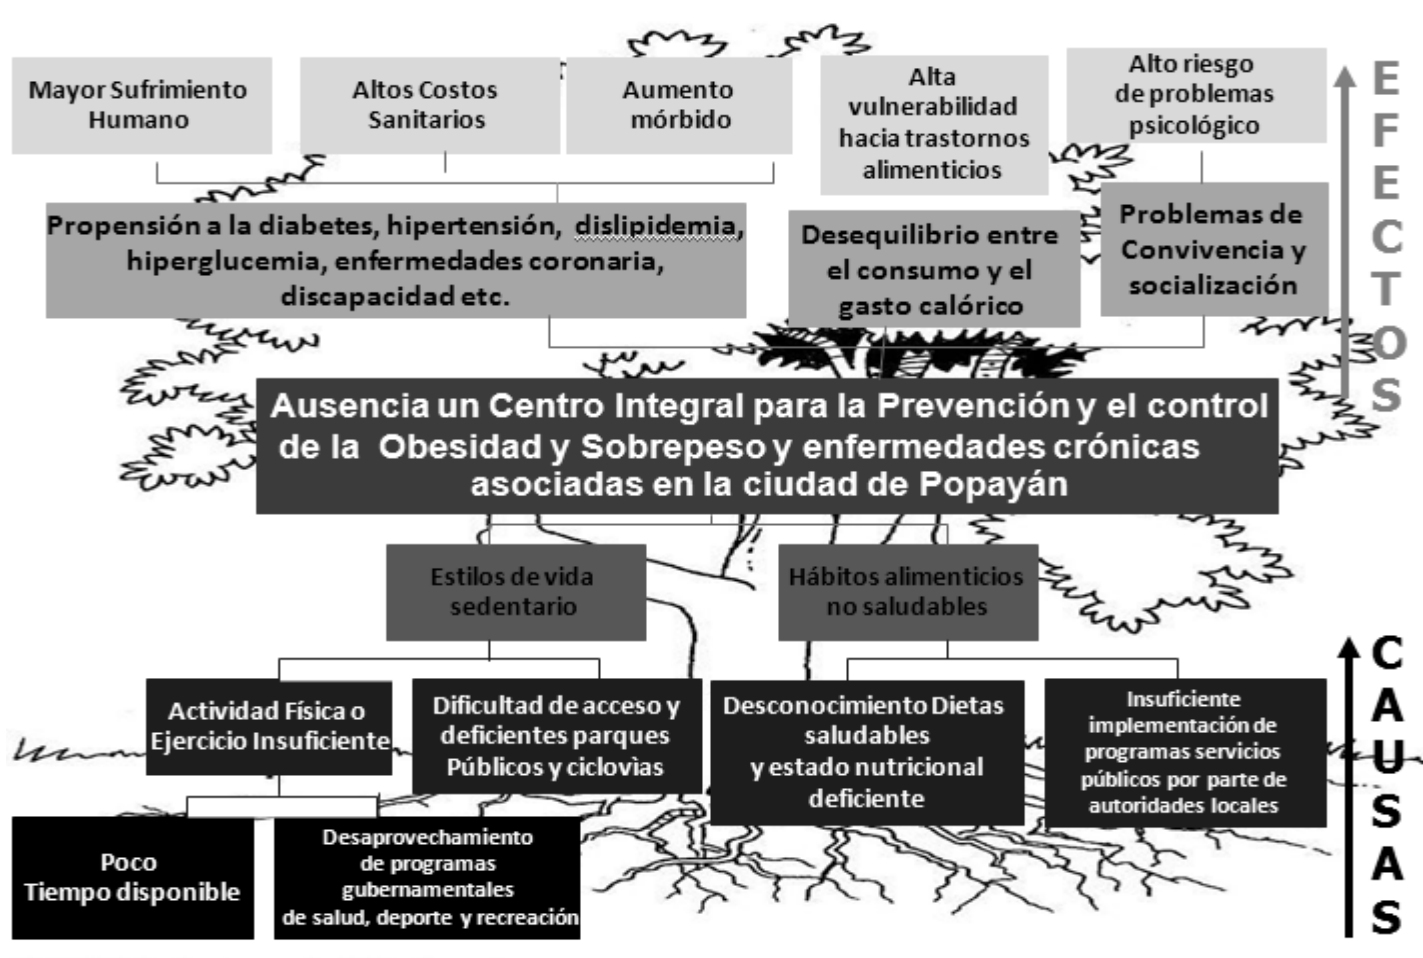 Mayor Sufrimiento
Humano
Altos Costos
Sanitarios
Aumento
mórbido
Alta
vulnerabilidad
hacia trastornos
alimenticios
Alto riesgo
de problemas
psicológico
Propensión a la diabetes, hipertensión, dislipidemia,
hiperglucemia, enfermedades coronaria,
discapacidad etc.
Desequilibrio entre
el consumo y el
gasto calórico
Problemas de
Convivencia y
socialización
EFECTOS
Ausencia un Centro Integral para la Prevención y el control
de la Obesidad y Sobrepeso y enfermedades crónicas
asociadas en la ciudad de Popayán
Estilos de vida
sedentario
Hábitos alimenticios
no saludables
Actividad Física o
Ejercicio Insuficiente
Dificultad de acceso y
deficientes parques
Públicos y ciclovìas
Desconocimiento Dietas
saludables
y estado nutricional
deficiente
Insuficiente
implementación de
programas servicios
públicos por parte de
autoridades locales
Poco
Tiempo disponible
Desaprovechamiento
de programas
gubernamentales
de salud, deporte y recreación
CAUSAS